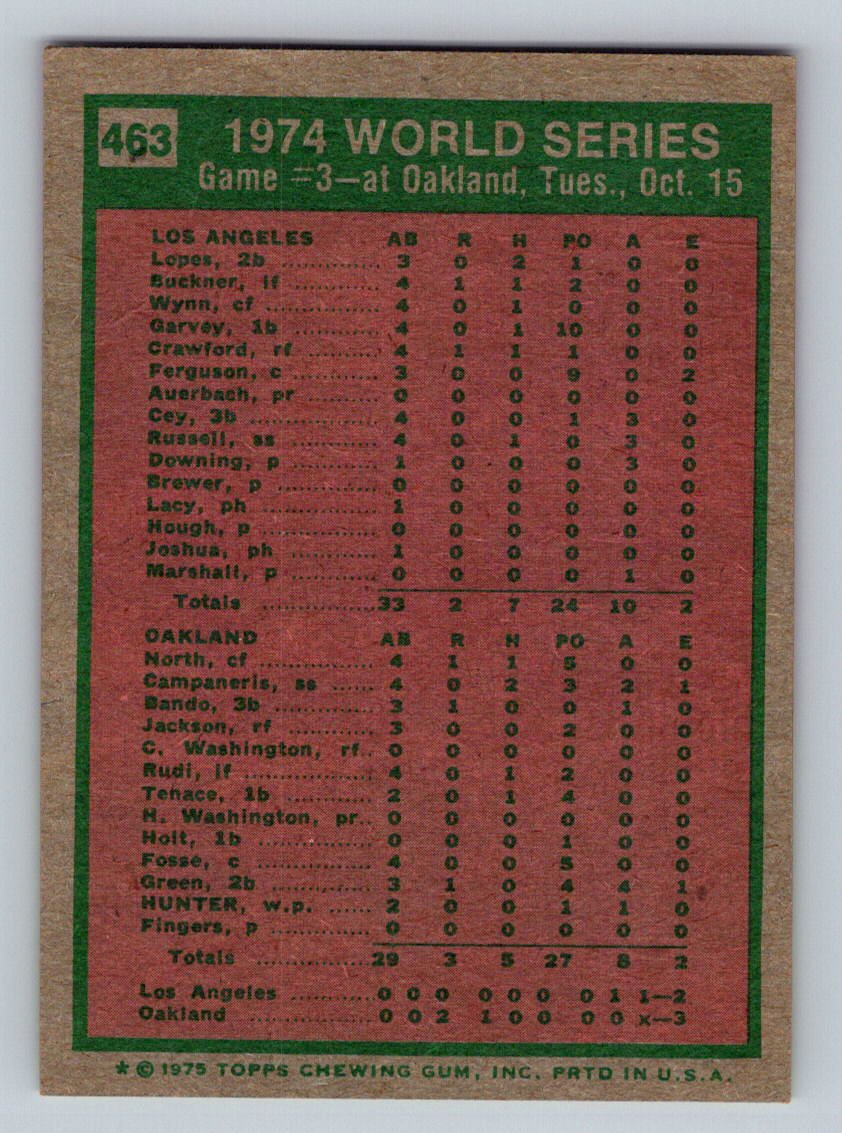 463
1974 WORLD SERIES
Game #3—at Oakland, Tues., Oct. 15
LOS ANGELES AB R H PO A E
Lopes, 2b ............ 3 0 2 1 0 0
Buckner, lf ............ 4 1 1 2 0 0
Wynn, cf ............ 4 0 1 0 0 0
Garvey, 1b ............ 4 0 1 10 0 0
Crawford, rf ......... 4 1 1 1 0 0
Ferguson, c ............ 3 0 0 9 0 2
Auerbach, pr ......... 0 0 0 0 0 0
Cey, 3b ............ 4 0 0 1 3 0
Russell, ss ............ 4 0 1 0 3 0
Downing, p ............ 1 0 0 0 3 0
Brewer, p ............ 0 0 0 0 0 0
Lacy, ph ............ 1 0 0 0 0 0
Hough, p ............ 0 0 0 0 0 0
Joshua, ph ............ 1 0 0 0 0 0
Marshall, p ............ 0 0 0 0 1 0
Totals ............ 33 2 7 24 10 2
OAKLAND AB R H PO A E
North, cf ............ 4 1 1 5 0 0
Campaneris, ss ...... 4 0 2 3 2 1
Bando, 3b ............ 3 1 0 0 1 0
Jackson, rf ............ 3 0 0 2 0 0
C. Washington, rf.. 0 0 0 0 0 0
Rudi, lf ............ 4 0 1 2 0 0
Tenace, 1b ............ 2 0 1 4 0 0
H. Washington, pr.. 0 0 0 0 0 0
Holt, 1b ............ 0 0 0 1 0 0
Fosse, c ............ 4 0 0 5 0 0
Green, 2b ............ 3 1 0 4 4 1
HUNTER, w.p. ...... 2 0 0 1 1 0
Fingers, p ............ 0 0 0 0 0 0
Totals ............ 29 3 5 27 8 2
Los Angeles ............ 0 0 0 0 0 0 0 1 1—2
Oakland ............ 0 0 2 1 0 0 0 0 x—3
* © 1975 TOPPS CHEWING GUM, INC. PRTD IN U.S.A.